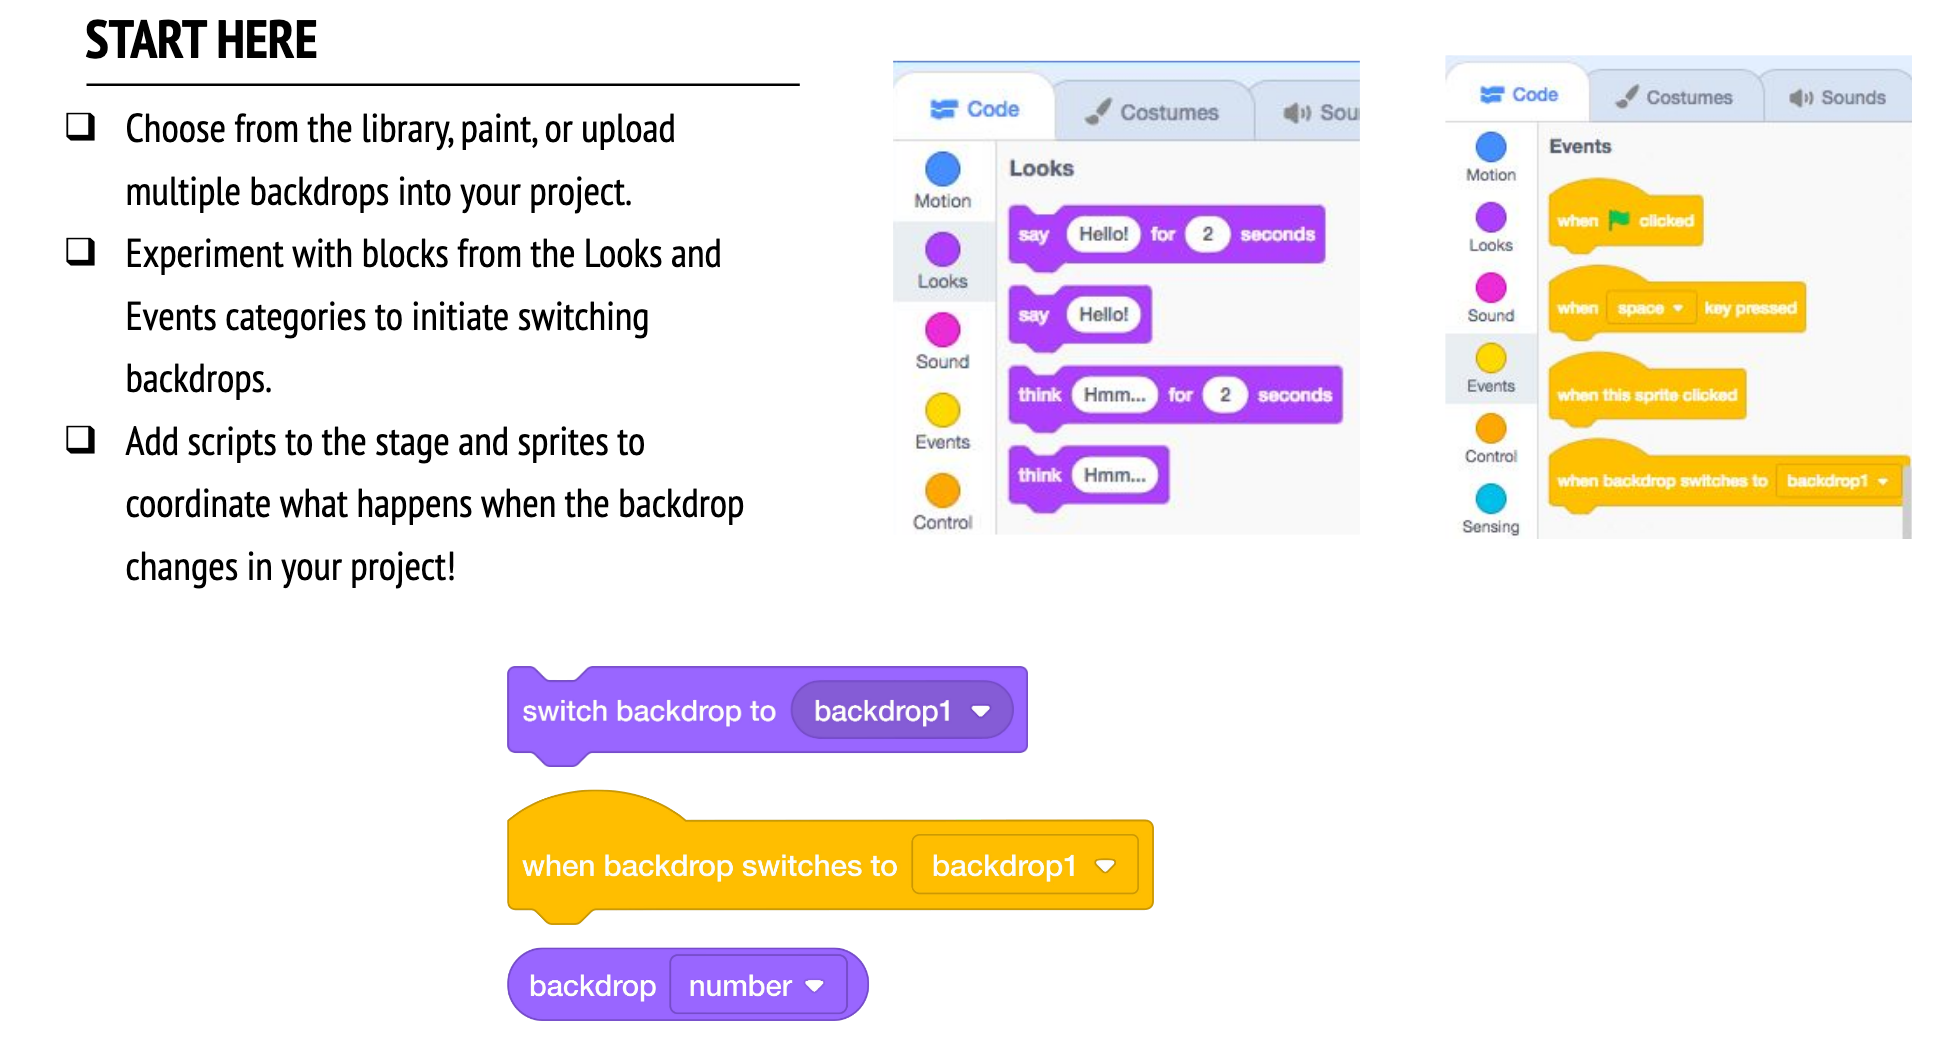 START HERE
❑ Choose from the library, paint, or upload
multiple backdrops into your project.
❑ Experiment with blocks from the Looks and
Events categories to initiate switching
backdrops.
❑ Add scripts to the stage and sprites to
coordinate what happens when the backdrop
changes in your project!
Code Costumes Sou
Motion
Looks
Sound
Events
Control
Looks
say Hello! for 2 seconds
say Hello!
think Hmm... for 2 seconds
think Hmm...
Code Costumes Sounds
Motion
Looks
Sound
Events
Control
Sensing
Events
when clicked
when space key pressed
when this sprite clicked
when backdrop switches to backdrop1
switch backdrop to backdrop1
when backdrop switches to backdrop1
backdrop number